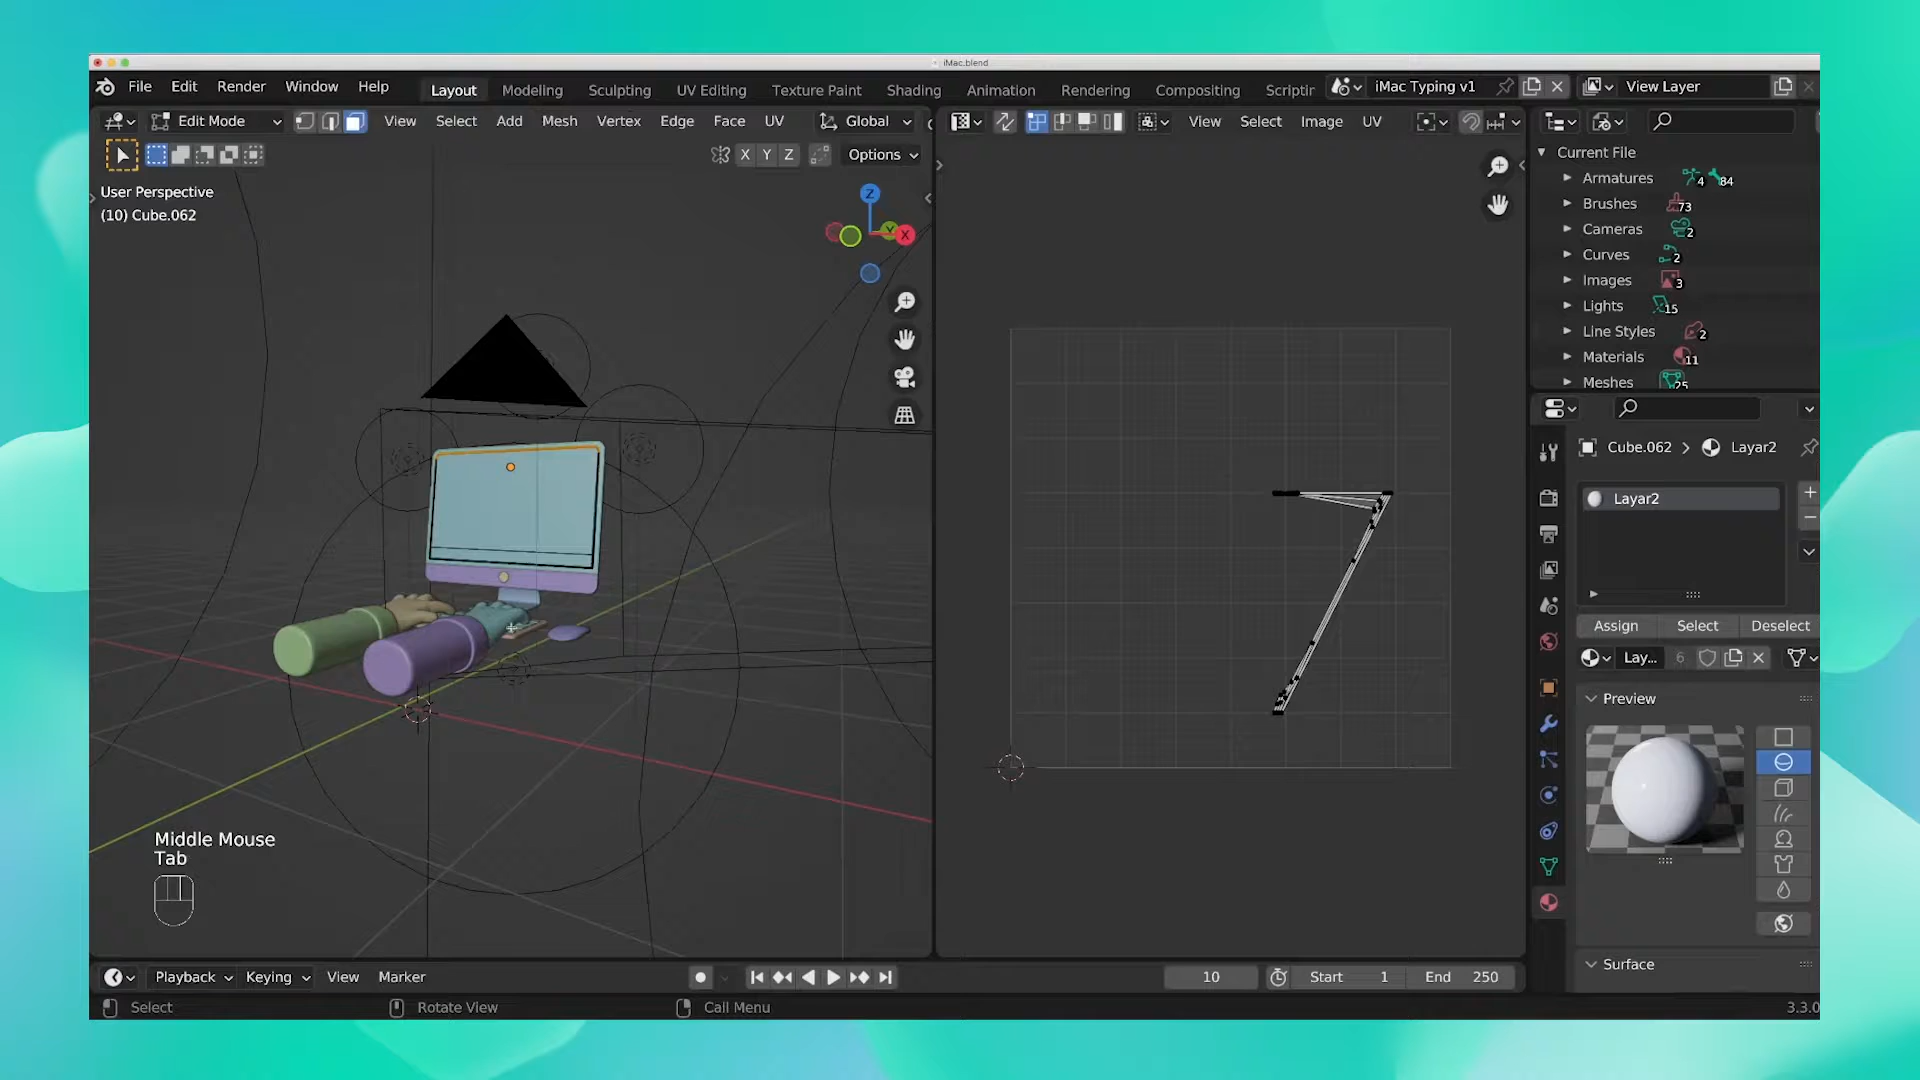 iMac.blend
File Edit Render Window Help Layout Modeling Sculpting UV Editing Texture Paint Shading Animation Rendering Compositing Scriptin iMac Typing v1 View Layer
Edit Mode View Select Add Mesh Vertex Edge Face UV Global View Select Image UV
X Y Z Options
User Perspective
(10) Cube.062
Z
Y X
Current File
Armatures 4 84
Brushes 73
Cameras 2
Curves 2
Images 3
Lights 15
Line Styles 2
Materials 11
Meshes 25
Cube.062 > Layar2
Layar2
Assign Select Deselect
Lay... 6
Preview
Surface
Middle Mouse
Tab
Playback Keying View Marker 10 Start 1 End 250
Select Rotate View Call Menu 3.3.0